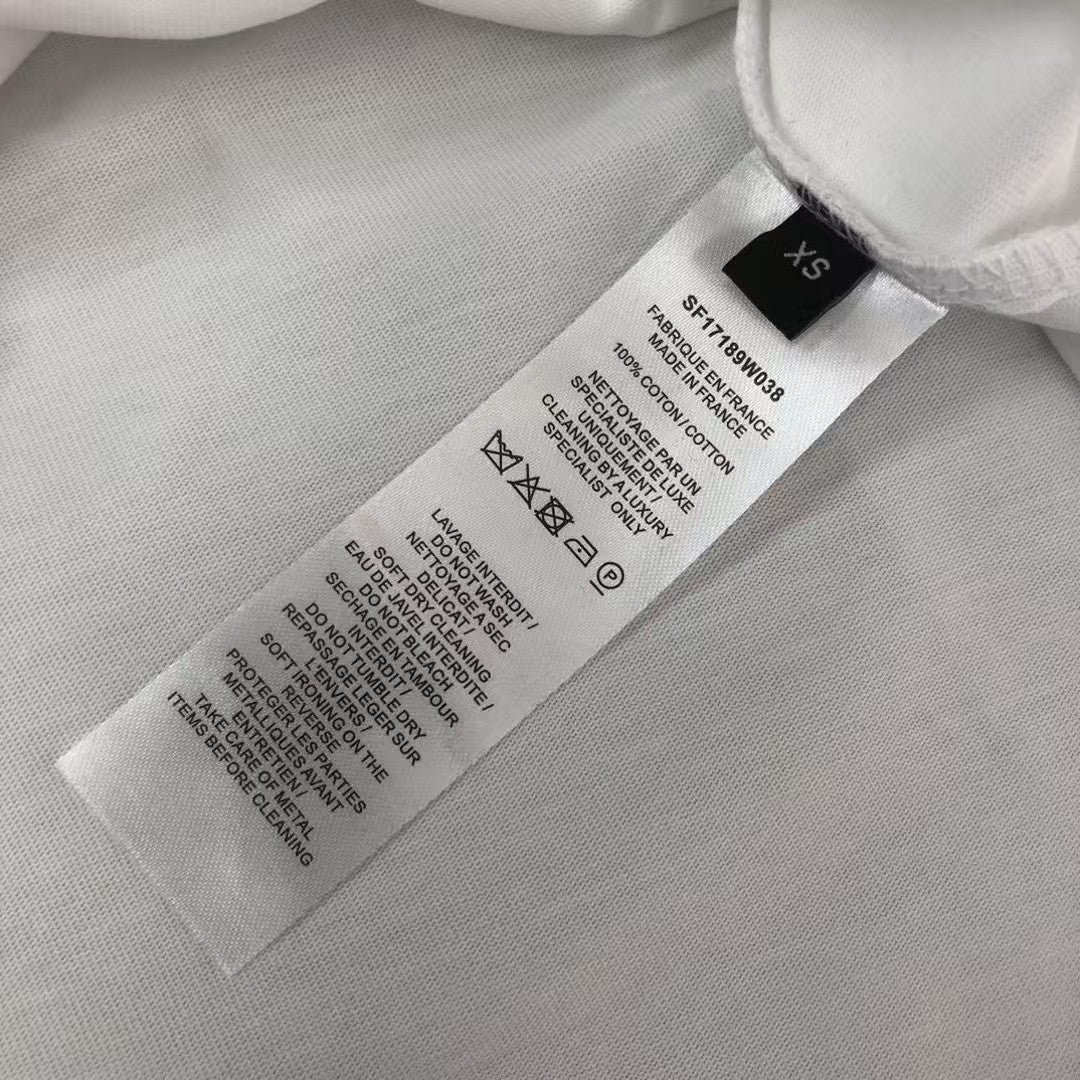 XS
SF17189W038
FABRIQUE EN FRANCE
MADE IN FRANCE
100% COTON / COTTON
NETTOYAGE PAR UN
SPECIALISTE DE LUXE
UNIQUEMENT /
CLEANING BY A LUXURY
SPECIALIST ONLY
P
LAVAGE INTERDIT /
DO NOT WASH
NETTOYAGE A SEC
DELICAT /
SOFT DRY CLEANING
EAU DE JAVEL INTERDITE /
DO NOT BLEACH
SECHAGE EN TAMBOUR
INTERDIT /
DO NOT TUMBLE DRY
REPASSAGE LEGER SUR
L'ENVERS /
SOFT IRONING ON THE
REVERSE
PROTEGER LES PARTIES
METALLIQUES AVANT
ENTRETIEN /
TAKE CARE OF METAL
ITEMS BEFORE CLEANING